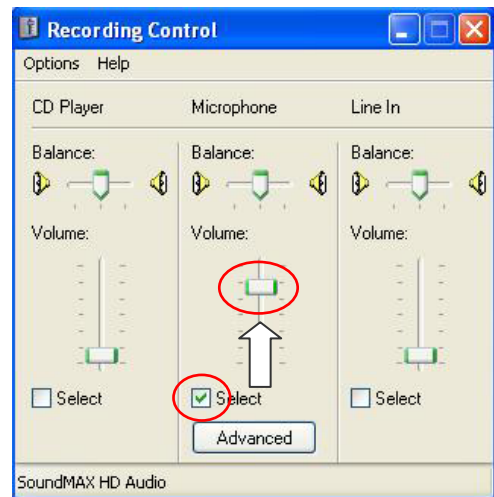 Recording Control
Options Help
CD Player Microphone Line In
Balance: Balance: Balance:
Volume: Volume: Volume:
Select Select Select
Advanced
SoundMAX HD Audio